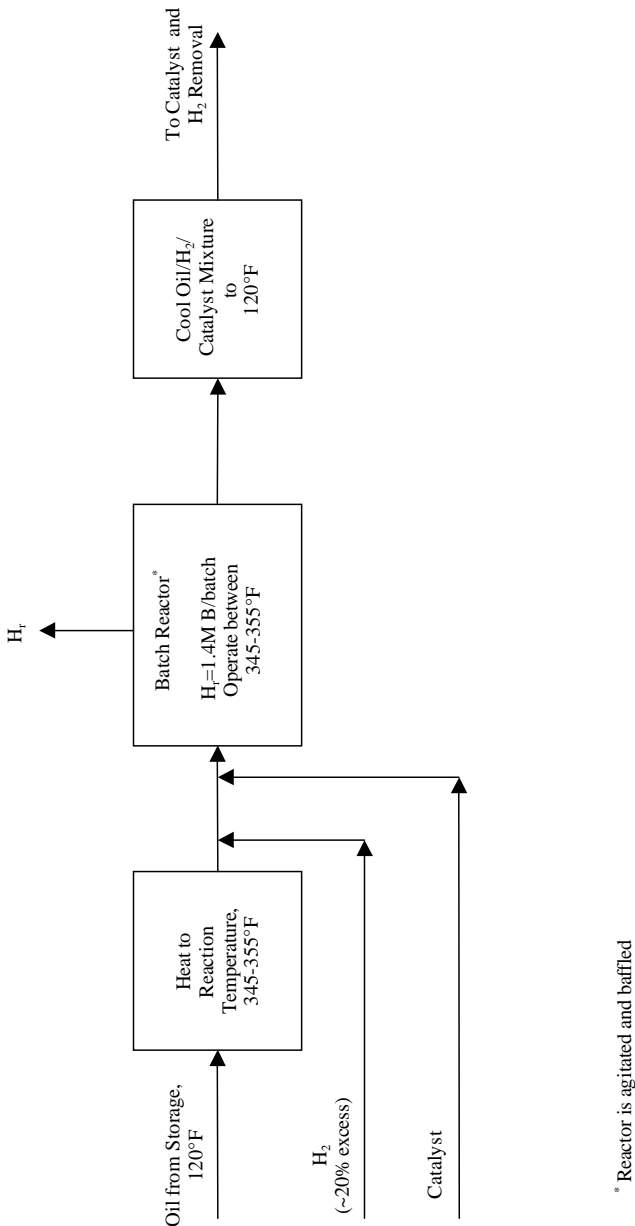 Oil from Storage,
120°F
H₂
(~20% excess)
Catalyst
Heat to
Reaction
Temperature,
345-355°F
Hᵣ
Batch Reactor*
Hᵣ=1.4M B/batch
Operate between
345-355°F
Cool Oil/H₂/
Catalyst Mixture
to
120°F
To Catalyst and
H₂ Removal
* Reactor is agitated and baffled